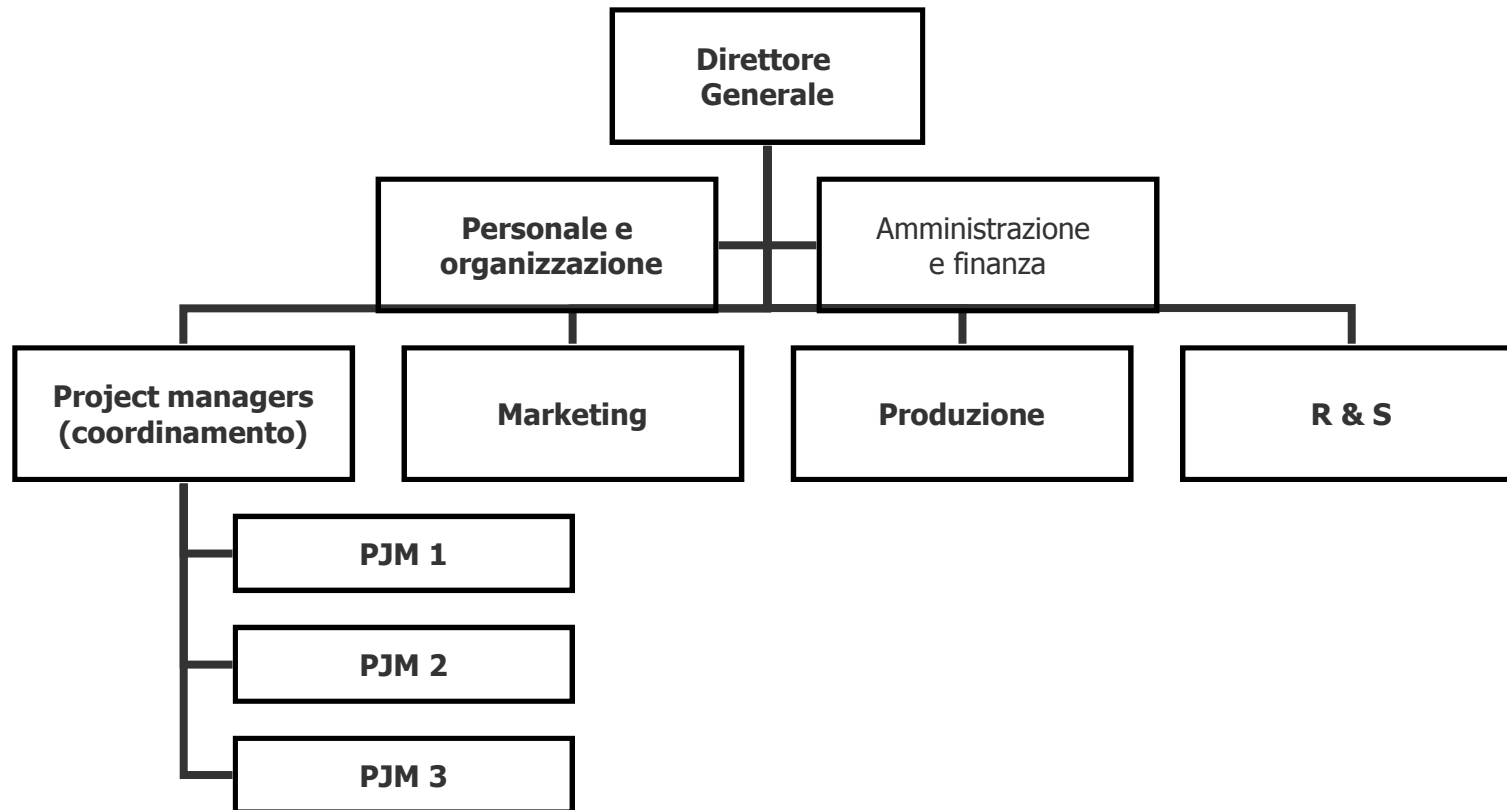 Direttore
Generale
Personale e
organizzazione
Amministrazione
e finanza
Project managers
(coordinamento)
Marketing
Produzione
R & S
PJM 1
PJM 2
PJM 3